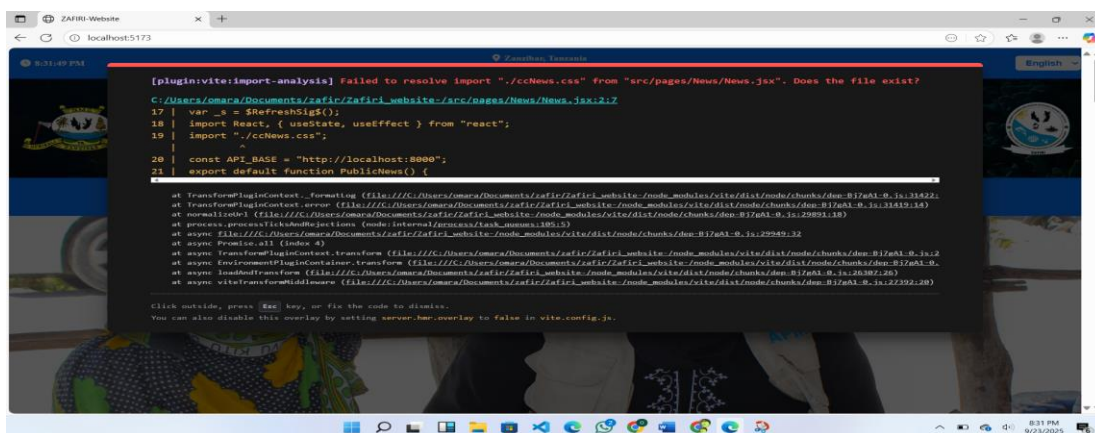 ZAFIRI-Website
localhost:5173
8:31:49 PM
Zanzibar, Tanzania
English
[plugin:vite:import-analysis] Failed to resolve import "./ccNews.css" from "src/pages/News/News.jsx". Does the file exist?
C:/Users/omara/Documents/zafir/Zafiri_website-/src/pages/News/News.jsx:2:7
17 | var _s = $RefreshSig$();
18 | import React, { useState, useEffect } from "react";
19 | import "./ccNews.css";
| ^
20 | const API_BASE = "http://localhost:8000";
21 | export default function PublicNews() {
at TransformPluginContext._formatLog (file:///C:/Users/omara/Documents/zafir/Zafiri_website-/node_modules/vite/dist/node/chunks/dep-Bj7gA1-0.js:31422:
at TransformPluginContext.error (file:///C:/Users/omara/Documents/zafir/Zafiri_website-/node_modules/vite/dist/node/chunks/dep-Bj7gA1-0.js:31419:14)
at normalizeUrl (file:///C:/Users/omara/Documents/zafir/Zafiri_website-/node_modules/vite/dist/node/chunks/dep-Bj7gA1-0.js:29891:18)
at process.processTicksAndRejections (node:internal/process/task_queues:105:5)
at async file:///C:/Users/omara/Documents/zafir/Zafiri_website-/node_modules/vite/dist/node/chunks/dep-Bj7gA1-0.js:29949:32
at async Promise.all (index 4)
at async TransformPluginContext.transform (file:///C:/Users/omara/Documents/zafir/Zafiri_website-/node_modules/vite/dist/node/chunks/dep-Bj7gA1-0.js:2
at async EnvironmentPluginContainer.transform (file:///C:/Users/omara/Documents/zafir/Zafiri_website-/node_modules/vite/dist/node/chunks/dep-Bj7gA1-0.
at async loadAndTransform (file:///C:/Users/omara/Documents/zafir/Zafiri_website-/node_modules/vite/dist/node/chunks/dep-Bj7gA1-0.js:26307:26)
at async viteTransformMiddleware (file:///C:/Users/omara/Documents/zafir/Zafiri_website-/node_modules/vite/dist/node/chunks/dep-Bj7gA1-0.js:27392:20)
Click outside, press Esc key, or fix the code to dismiss.
You can also disable this overlay by setting server.hmr.overlay to false in vite.config.js.
8:31 PM
9/23/2025